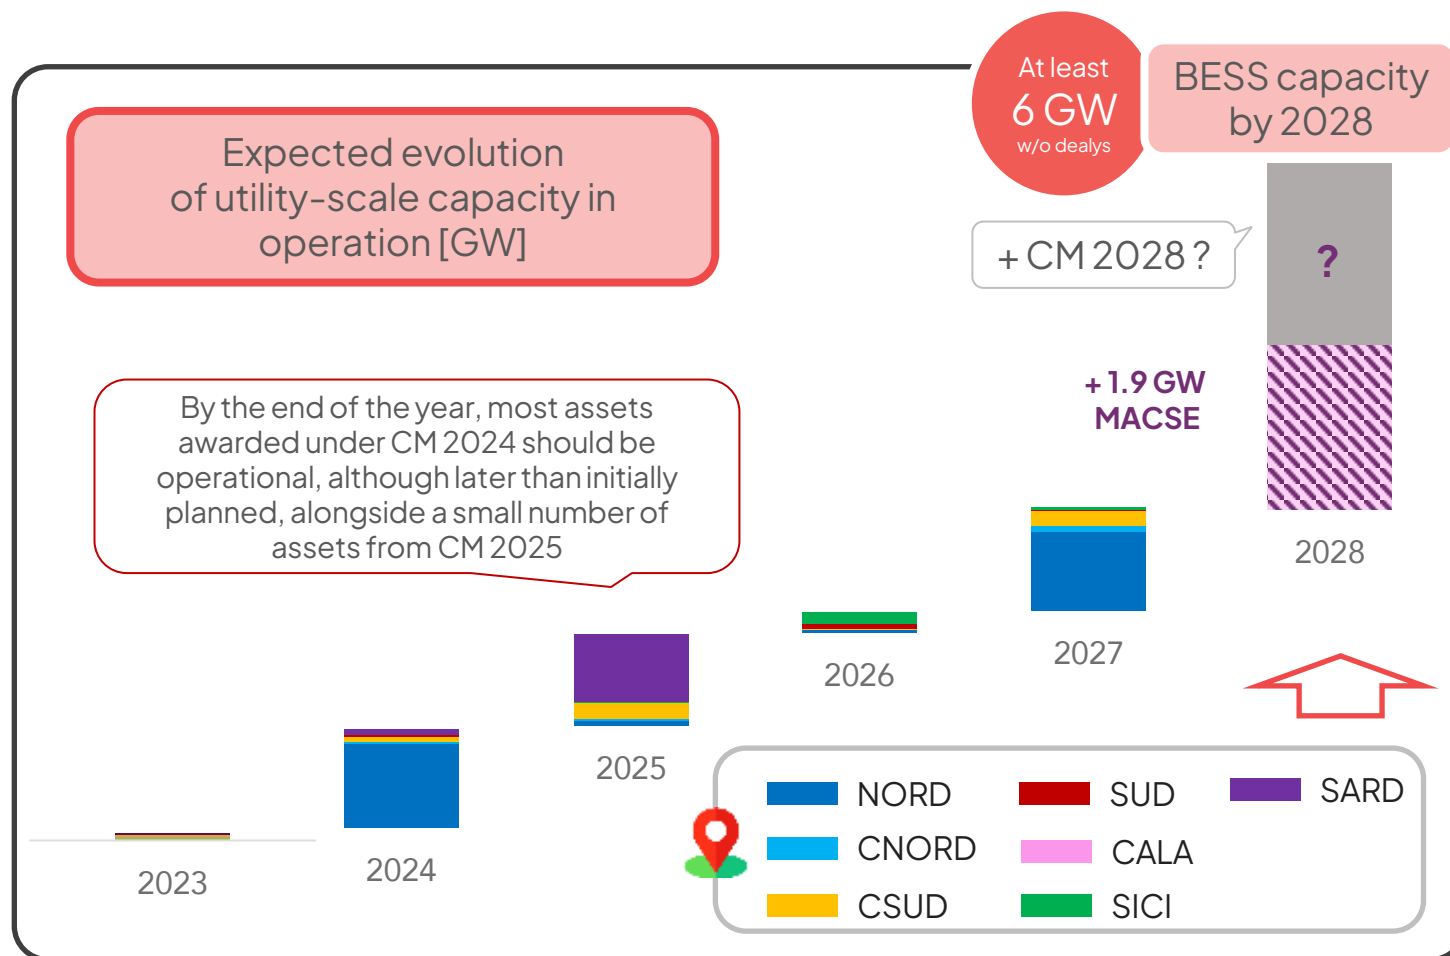 At least
6 GW
w/o dealys
BESS capacity
by 2028
Expected evolution
of utility-scale capacity in
operation [GW]
+ CM 2028 ?
?
+ 1.9 GW
MACSE
By the end of the year, most assets
awarded under CM 2024 should be
operational, although later than initially
planned, alongside a small number of
assets from CM 2025
2023
2024
2025
2026
2027
2028
NORD
SUD
SARD
CNORD
CALA
CSUD
SICI